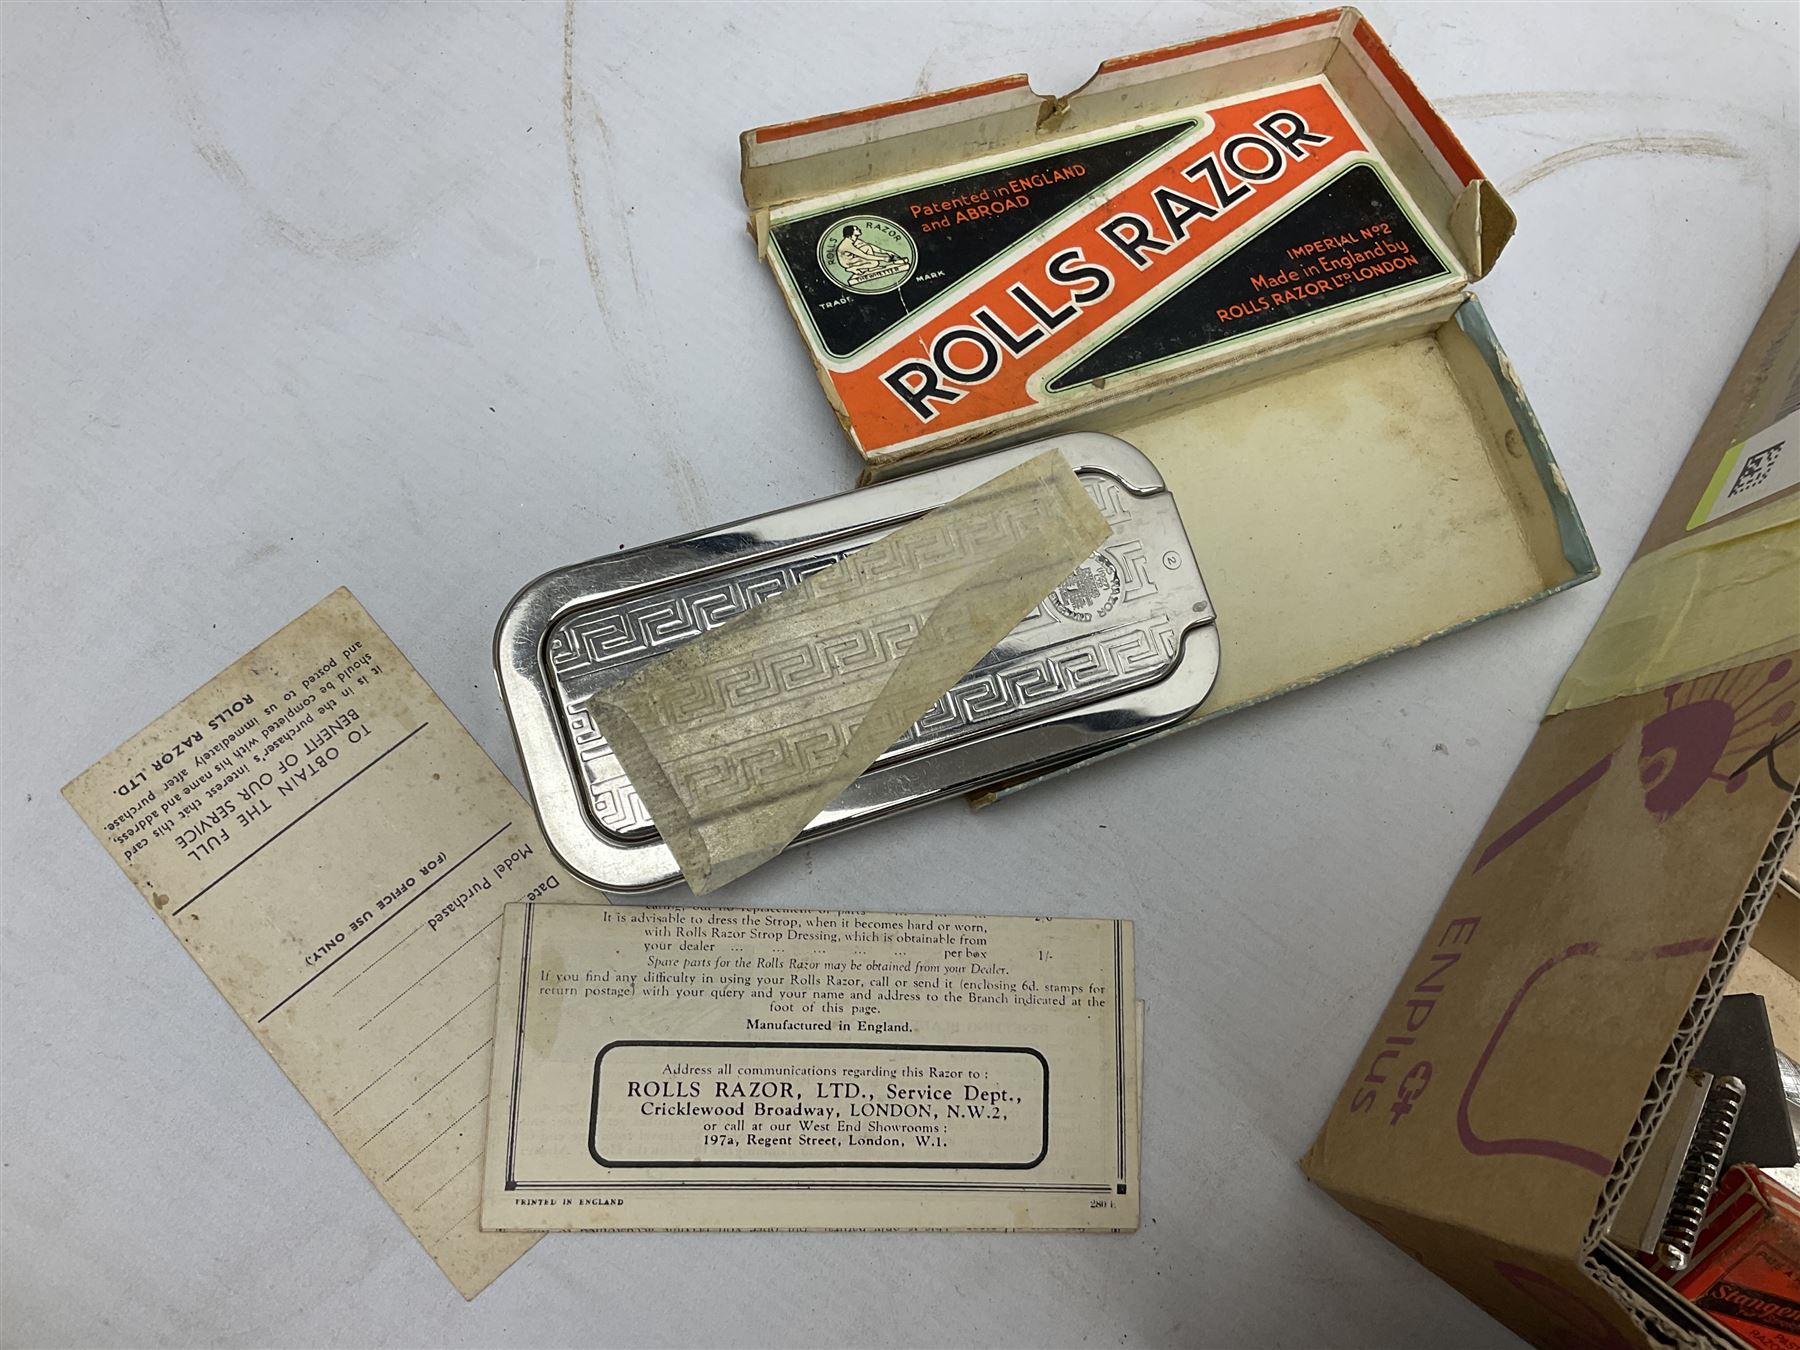 Patented in ENGLAND
and ABROAD
ROLLS RAZOR
THE WHETTER
TRADE MARK
ROLLS RAZOR
IMPERIAL Nº2
Made in England by
ROLLS RAZOR LTD LONDON
2
RAZOR
TO OBTAIN THE FULL
BENEFIT OF OUR SERVICE
It is in the purchaser's interest that this card
should be completed with his name and address,
and posted to us immediately after purchase.
ROLLS RAZOR LTD.
(FOR OFFICE USE ONLY.)
Model Purchased
Date
It is advisable to dress the Strop, when it becomes hard or worn,
with Rolls Razor Strop Dressing, which is obtainable from
your dealer ... ... ... ... ... per box 1/-
Spare parts for the Rolls Razor may be obtained from your Dealer.
If you find any difficulty in using your Rolls Razor, call or send it (enclosing 6d. stamps for
return postage) with your query and your name and address to the Branch indicated at the
foot of this page.
Manufactured in England.
Address all communications regarding this Razor to :
ROLLS RAZOR, LTD., Service Dept.,
Cricklewood Broadway, LONDON, N.W.2,
or call at our West End Showrooms :
197a, Regent Street, London, W.1.
PRINTED IN ENGLAND
ENPlus